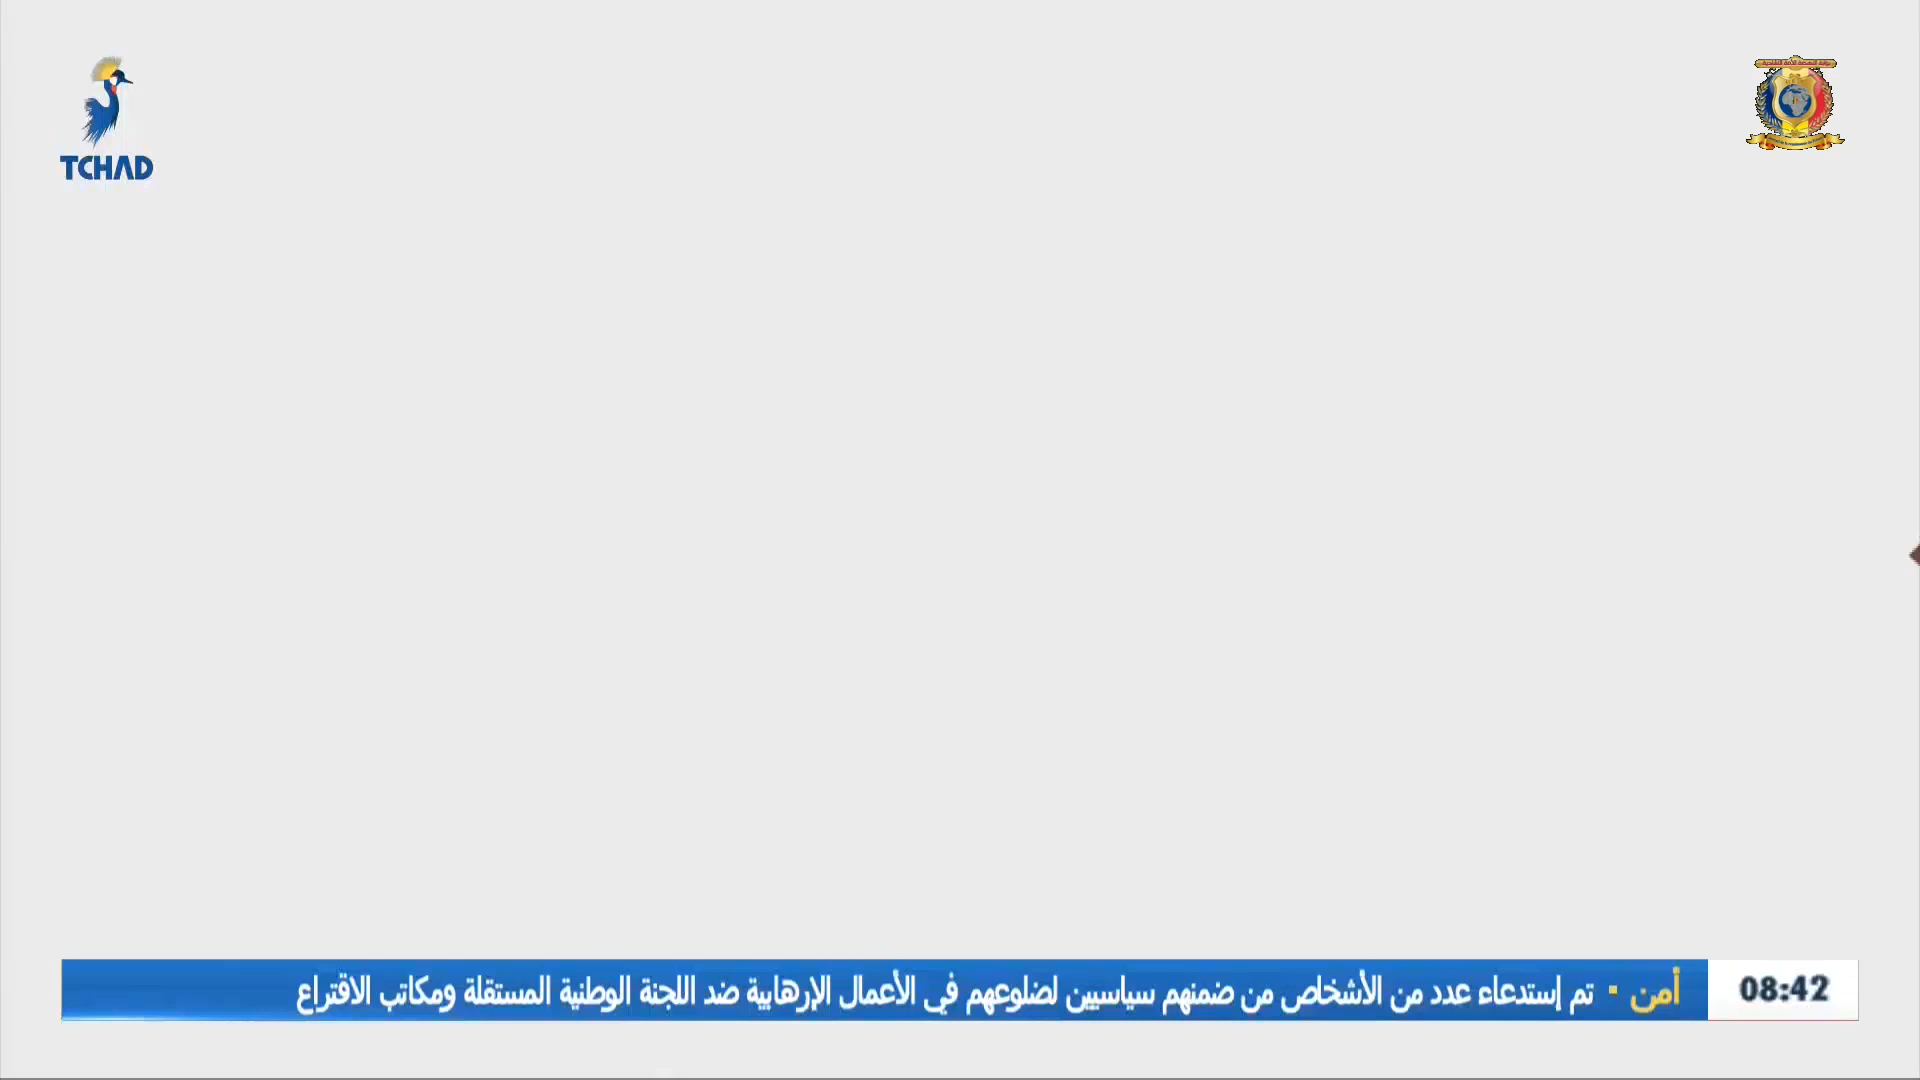 TCHAD
أمن • تم إستدعاء عدد من الأشخاص من ضمنهم سياسيين لضلوعهم في الأعمال الإرهابية ضد اللجنة الوطنية المستقلة ومكاتب الاقتراع
08:42